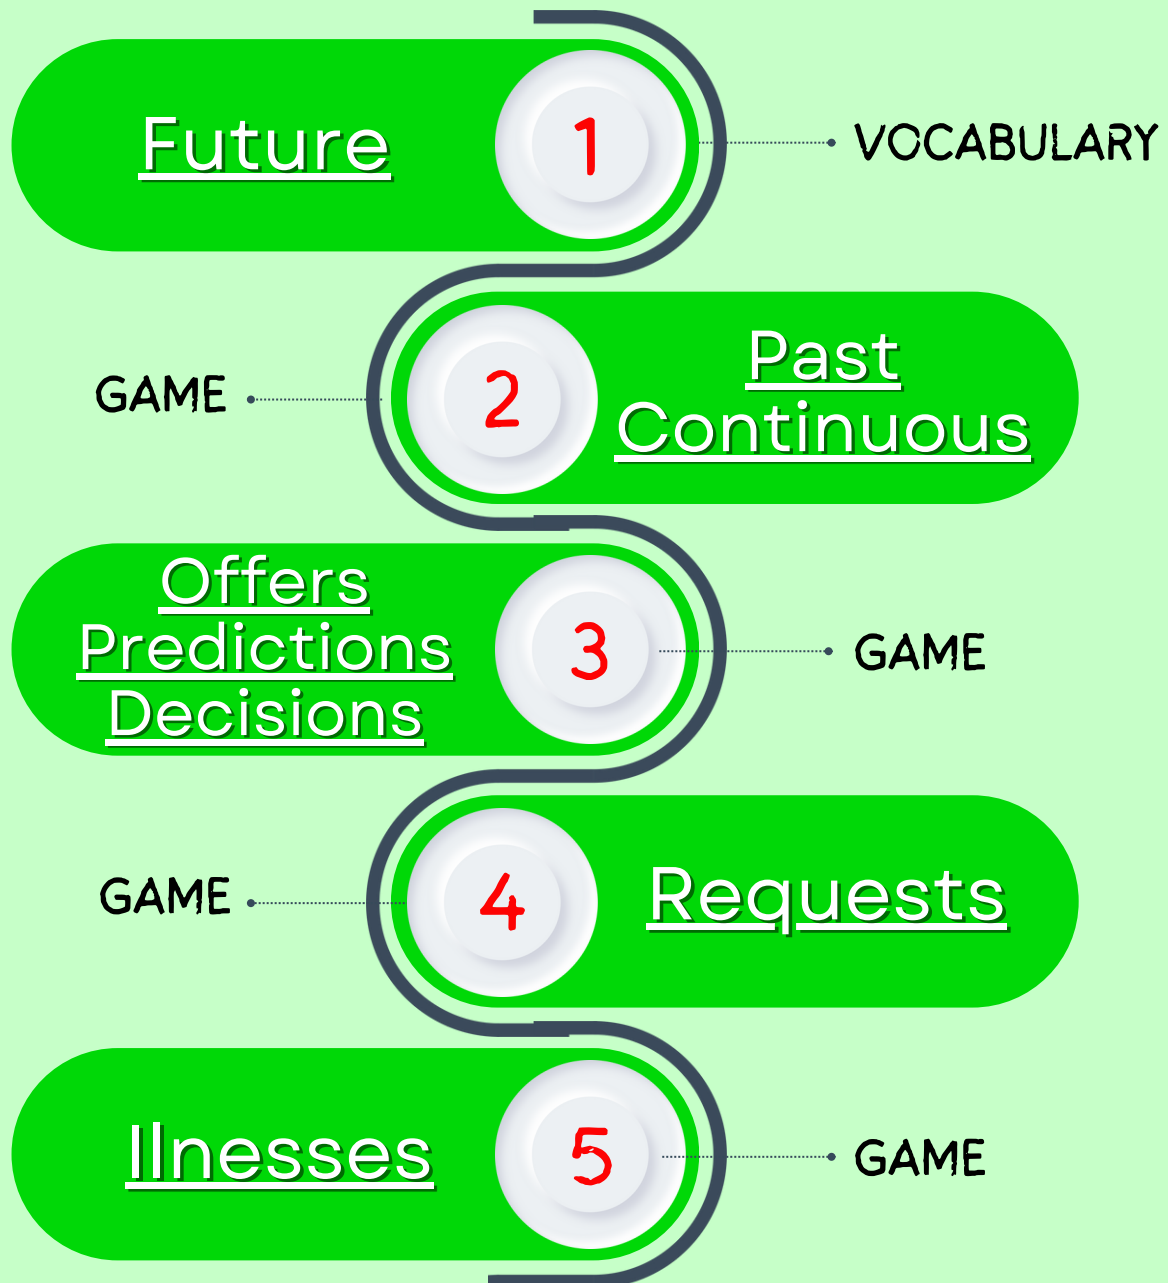 Future
1
VOCABULARY
GAME
2
Past
Continuous
Offers
Predictions
Decisions
3
GAME
GAME
4
Requests
Ilnesses
5
GAME